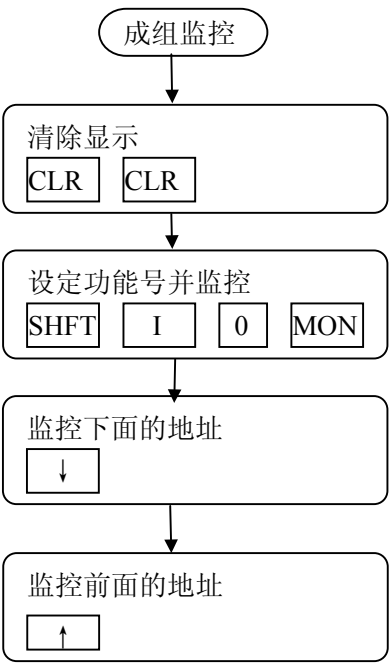 成组监控
清除显示
CLR CLR
设定功能号并监控
SHFT I 0 MON
监控下面的地址
↓
监控前面的地址
↑